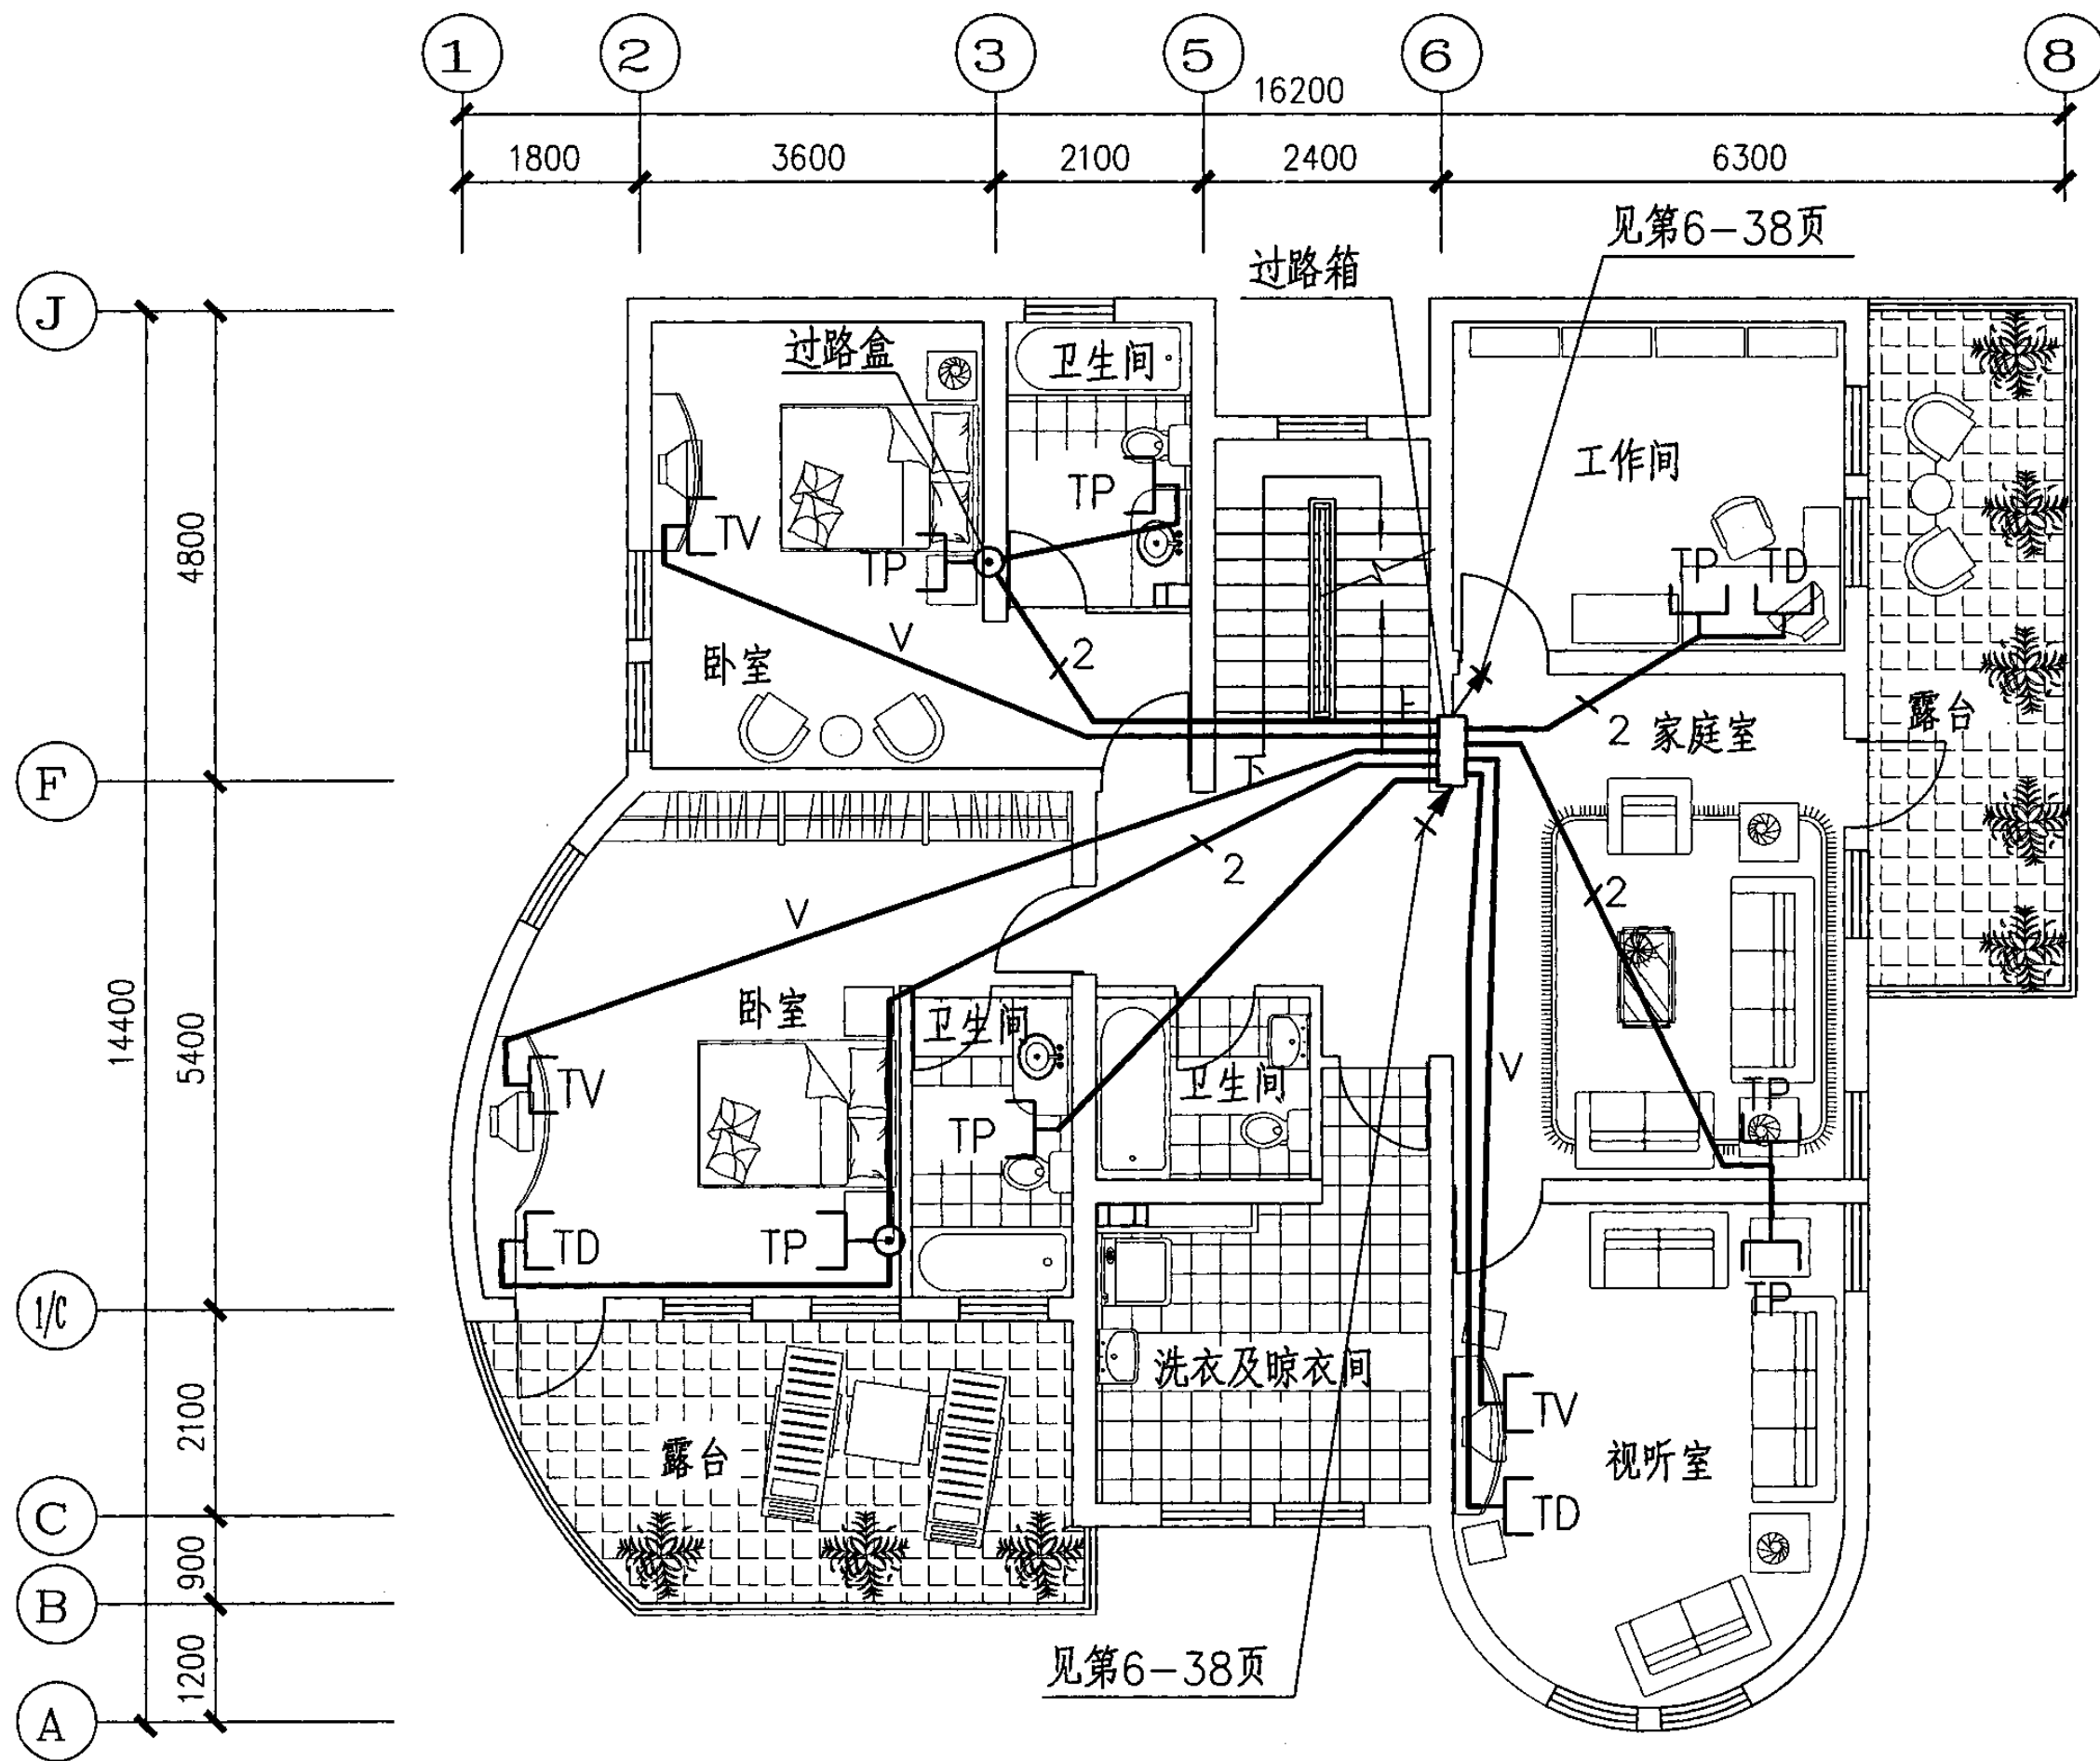 1 2 3 5 6 8
16200
1800 3600 2100 2400 6300
见第6-38页
过路箱
J
过路盒
卫生间
工作间
TP
TV
TP
TP TD
4800
V
2
卧室
上
2
家庭室
露台
F
下
2
2
V
14400
5400
卧室
卫生间
V
卫生间
TV
TP
TP
TD
TP
TP
1/C
洗衣及晾衣间
TV
2100
露台
视听室
C
TD
900
B
见第6-38页
1200
A